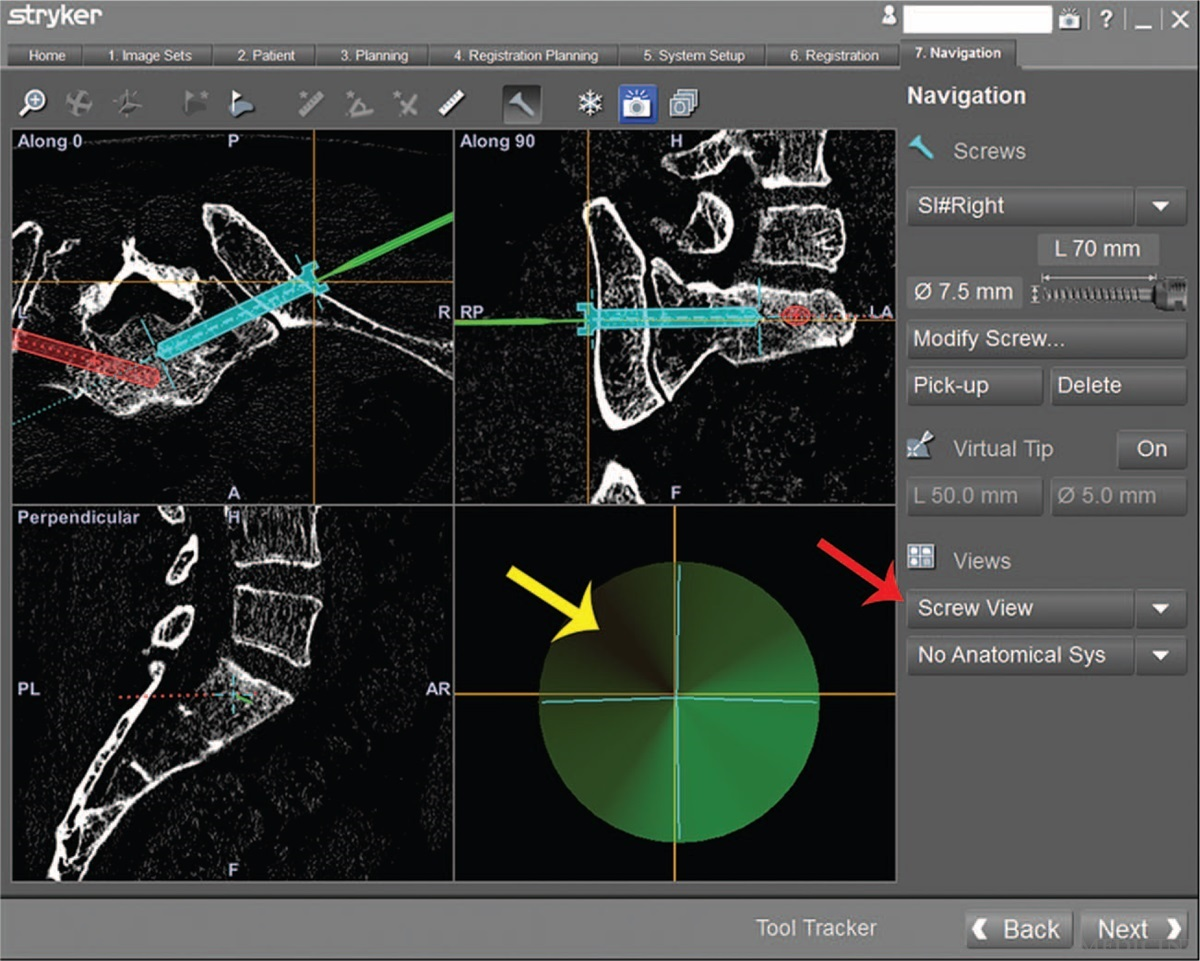 stryker
?
Home
1. Image Sets
2. Patient
3. Planning
4. Registration Planning
5. System Setup
6. Registration
7. Navigation
Along 0
P
L
R
A
Along 90
H
RP
LA
F
Perpendicular
H
PL
AR
F
Navigation
Screws
SI#Right
L 70 mm
Ø 7.5 mm
Modify Screw...
Pick-up
Delete
Virtual Tip
On
L 50.0 mm
Ø 5.0 mm
Views
Screw View
No Anatomical Sys
Tool Tracker
Back
Next